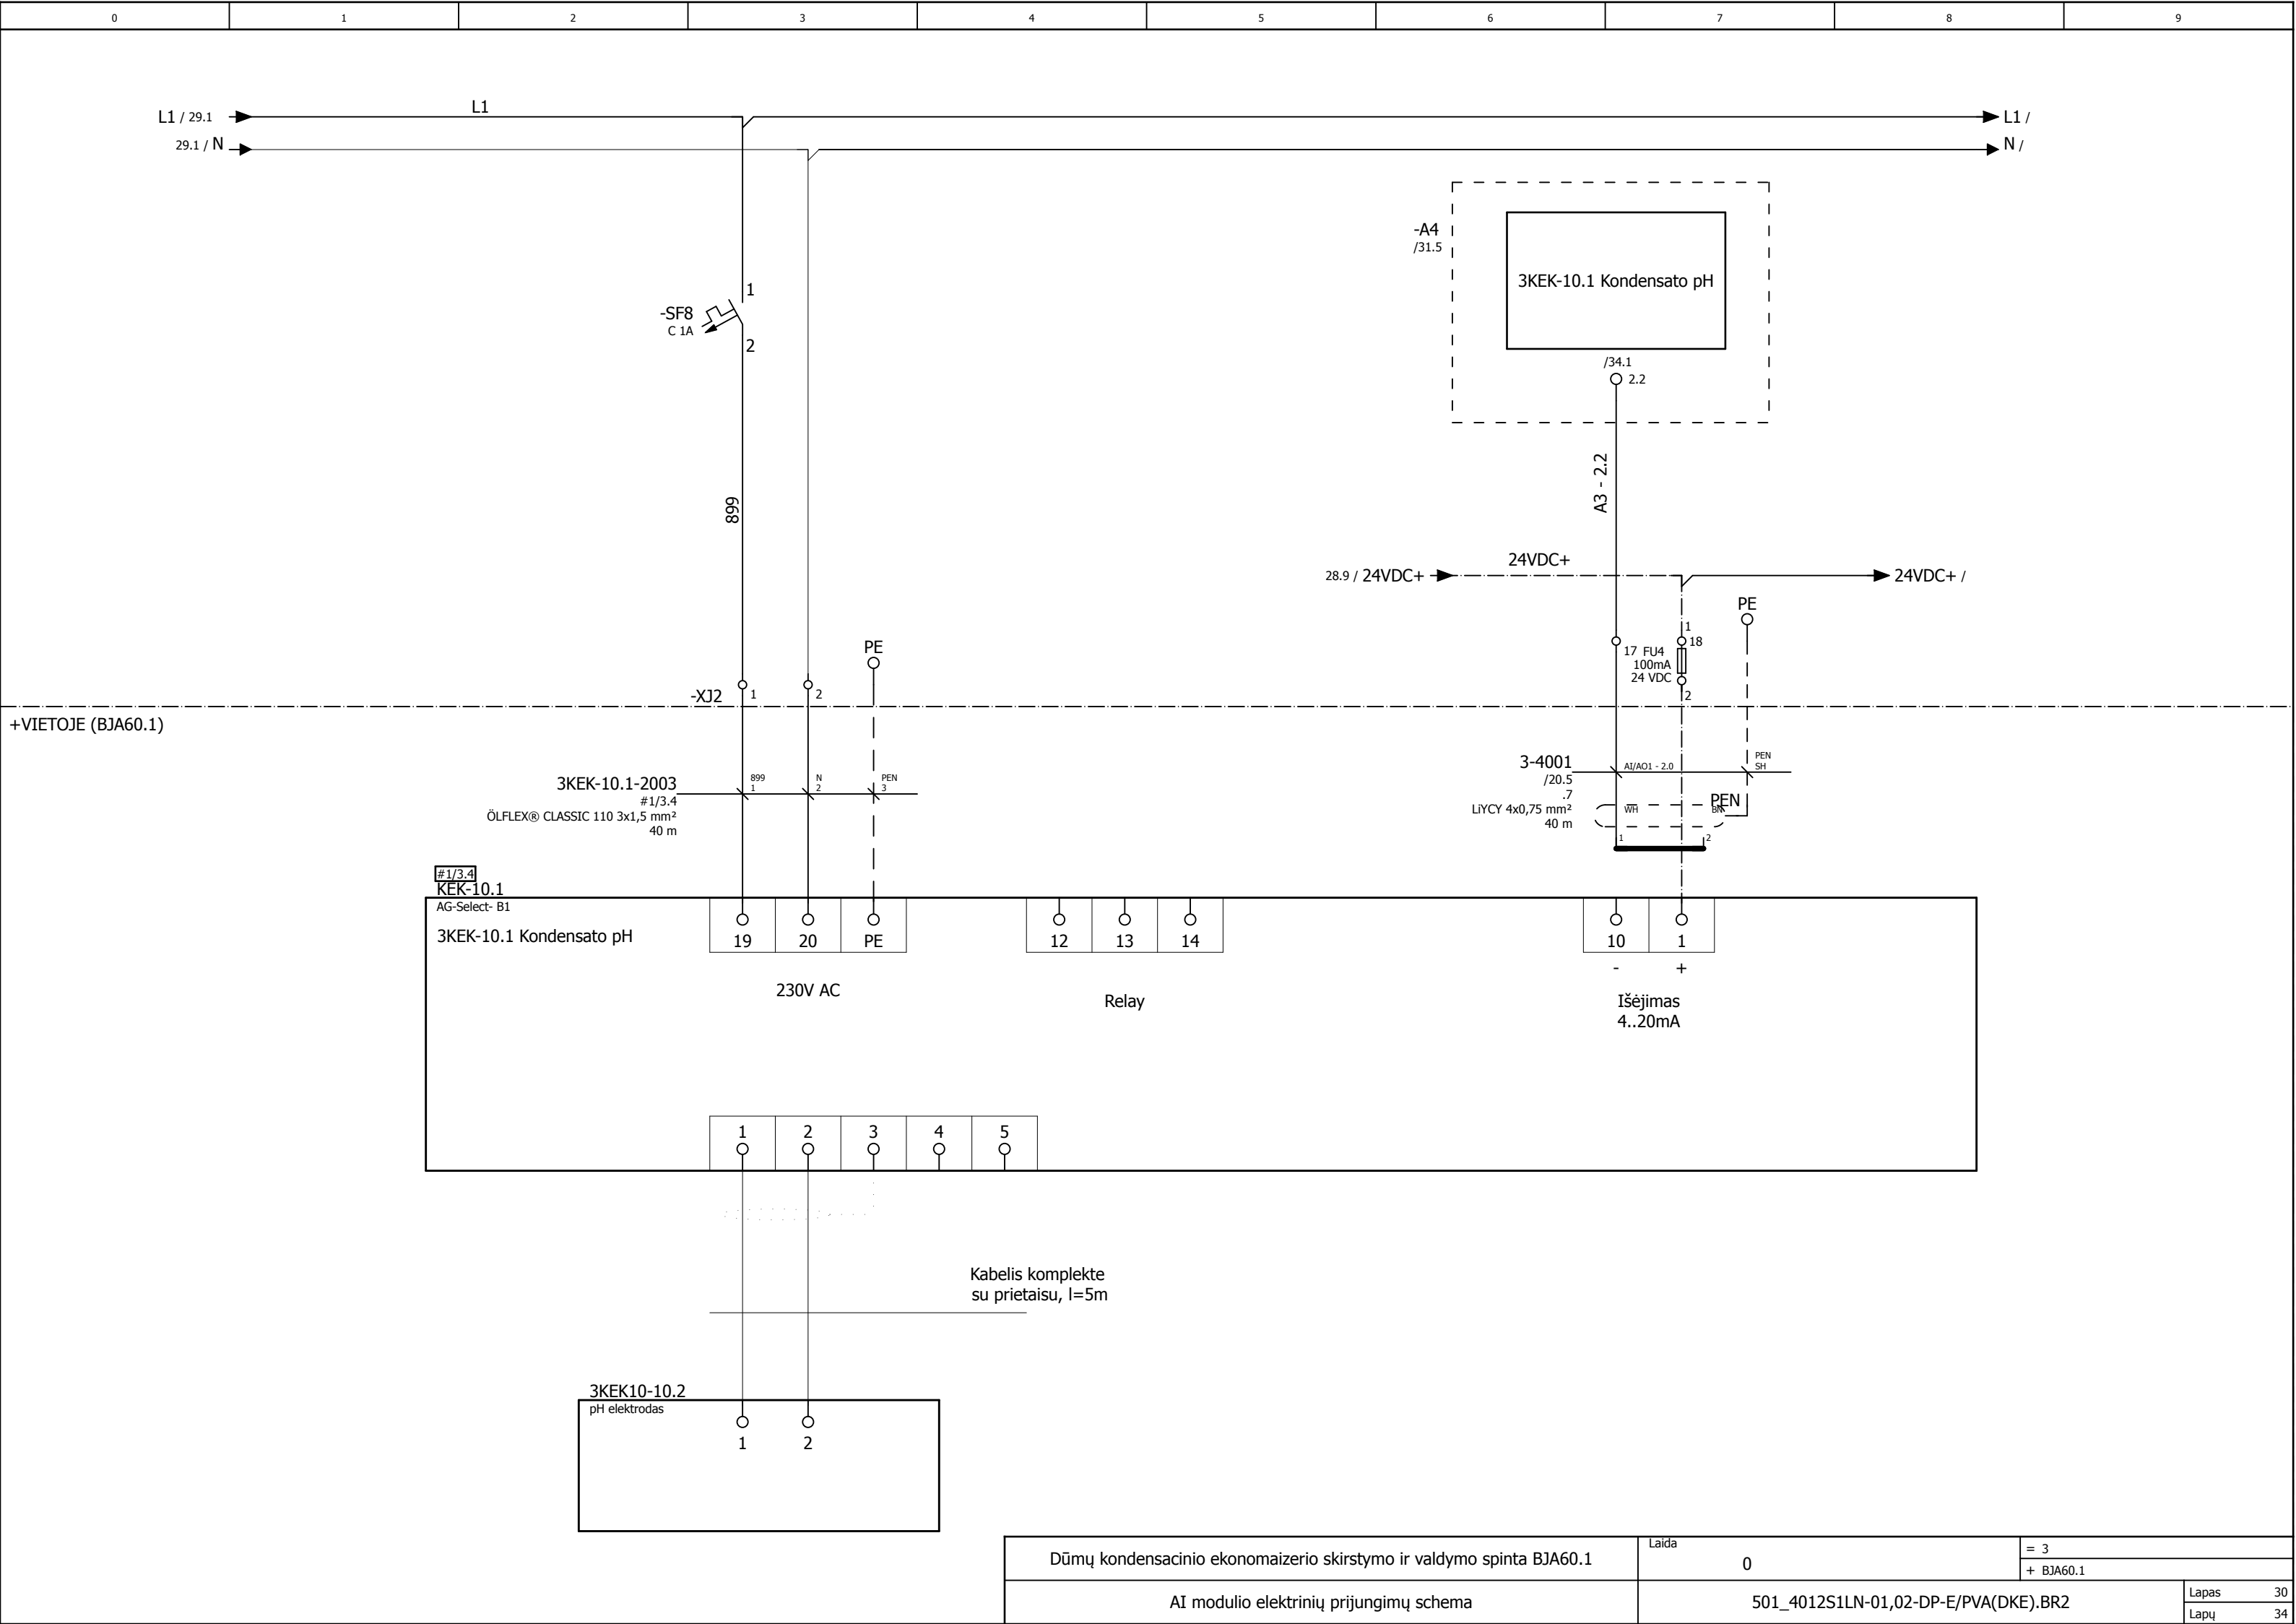 0 1 2 3 4 5 6 7 8 9
L1
L1 / 29.1
L1 /
29.1 / N
N /
-A4
/31.5
3KEK-10.1 Kondensato pH
1
-SF8
C 1A
2
/34.1
2.2
899
A3 - 2.2
24VDC+
28.9 / 24VDC+
24VDC+ /
PE
PE
1
18
17 FU4
100mA
24 VDC
2
-XJ2
1
2
+VIETOJE (BJA60.1)
3KEK-10.1-2003
#1/3.4
ÖLFLEX® CLASSIC 110 3x1,5 mm²
40 m
899
1
N
2
PEN
3
3-4001
/20.5
.7
LiYCY 4x0,75 mm²
40 m
AI/AO1 - 2.0
PEN
SH
PEN
WH
BN
1
2
#1/3.4
KEK-10.1
AG-Select- B1
3KEK-10.1 Kondensato pH
19 20 PE
12 13 14
10 1
- +
230V AC
Relay
Išėjimas
4..20mA
1 2 3 4 5
Kabelis komplekte
su prietaisu, l=5m
3KEK10-10.2
pH elektrodas
1 2
Dūmų kondensacinio ekonomaizerio skirstymo ir valdymo spinta BJA60.1
Laida
0
= 3
+ BJA60.1
AI modulio elektrinių prijungimų schema
501_4012S1LN-01,02-DP-E/PVA(DKE).BR2
Lapas 30
Lapų 34